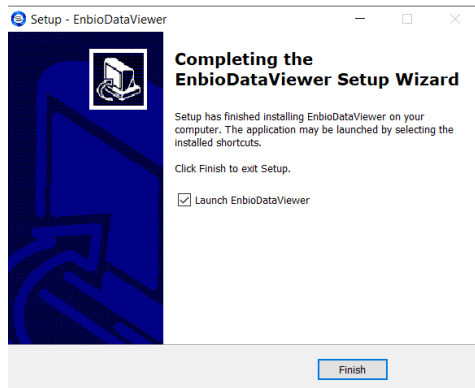 Setup - EnbioDataViewer
Completing the
EnbioDataViewer Setup Wizard
Setup has finished installing EnbioDataViewer on your
computer. The application may be launched by selecting the
installed shortcuts.
Click Finish to exit Setup.
Launch EnbioDataViewer
Finish